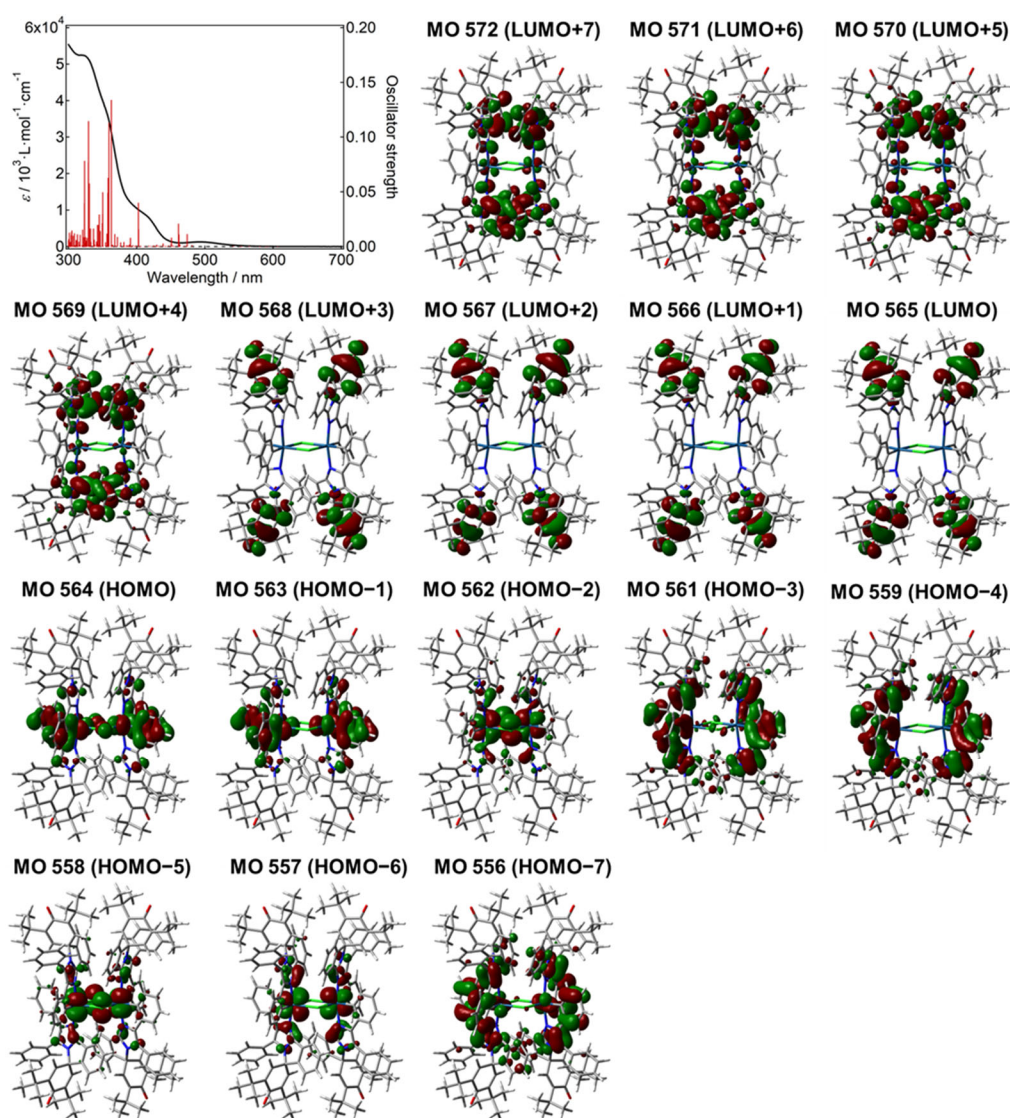 6x10⁴
5
4
3
2
1
0
ε / 10³·L·mol⁻¹·cm⁻¹
300 400 500 600 700
Wavelength / nm
0.20
0.15
0.10
0.05
0.00
Oscillator strength
MO 572 (LUMO+7) MO 571 (LUMO+6) MO 570 (LUMO+5)
MO 569 (LUMO+4) MO 568 (LUMO+3) MO 567 (LUMO+2) MO 566 (LUMO+1) MO 565 (LUMO)
MO 564 (HOMO) MO 563 (HOMO−1) MO 562 (HOMO−2) MO 561 (HOMO−3) MO 559 (HOMO−4)
MO 558 (HOMO−5) MO 557 (HOMO−6) MO 556 (HOMO−7)